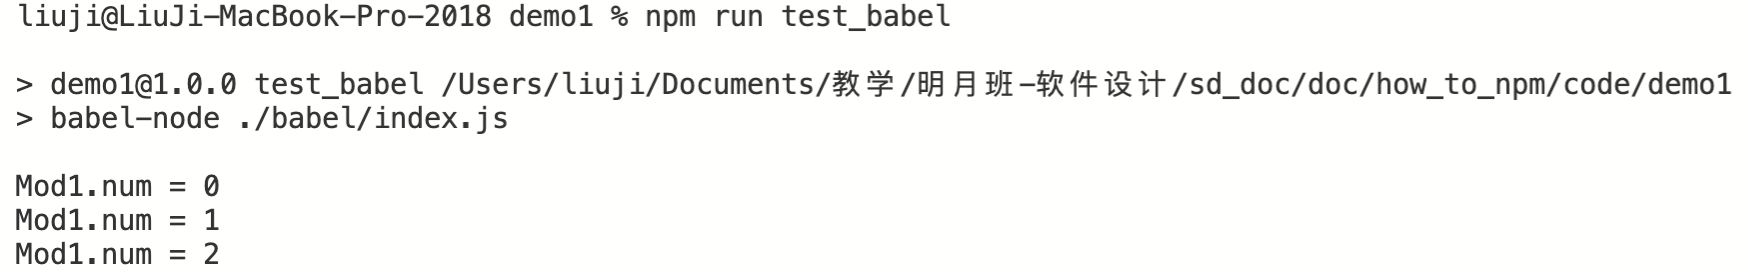 liuji@LiuJi-MacBook-Pro-2018 demo1 % npm run test_babel
> demo1@1.0.0 test_babel /Users/liuji/Documents/教学/明月班-软件设计/sd_doc/doc/how_to_npm/code/demo1
> babel-node ./babel/index.js
Mod1.num = 0
Mod1.num = 1
Mod1.num = 2